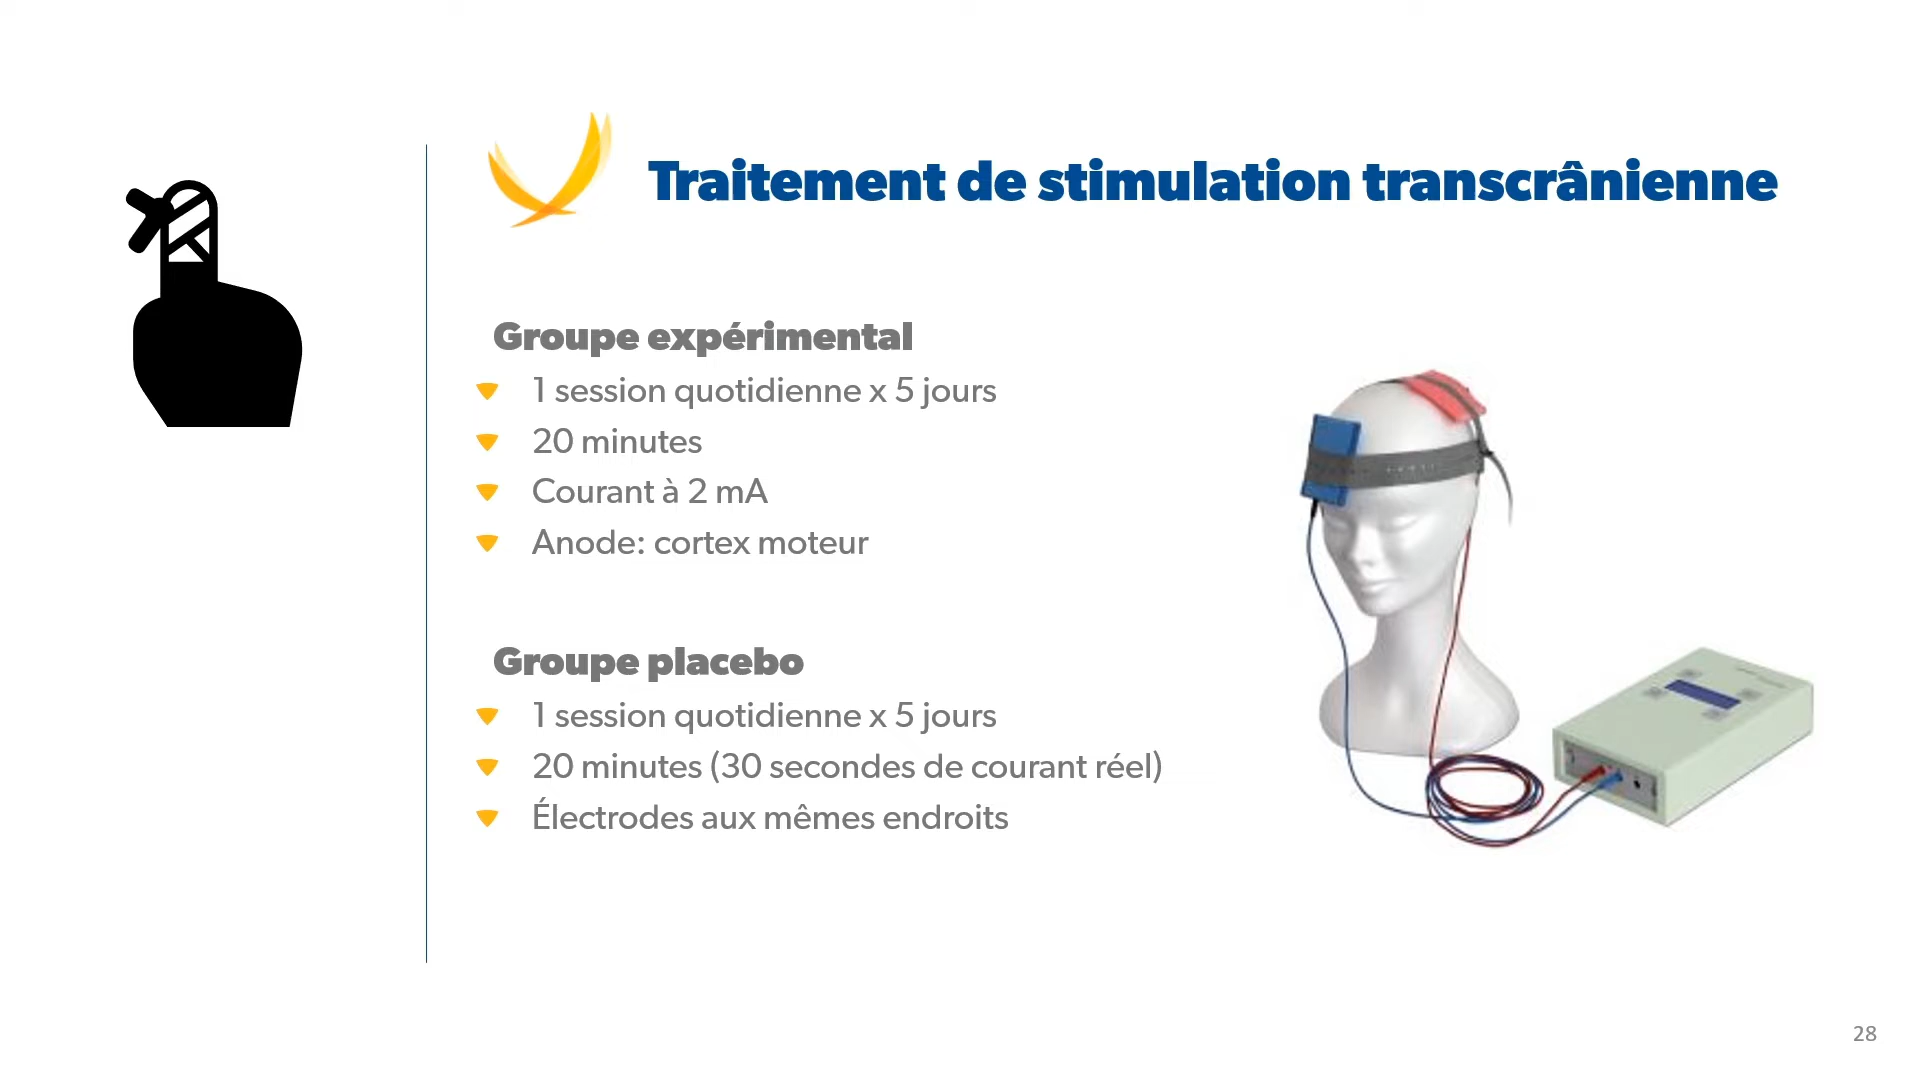 Traitement de stimulation transcrânienne
Groupe expérimental
1 session quotidienne x 5 jours
20 minutes
Courant à 2 mA
Anode: cortex moteur
Groupe placebo
1 session quotidienne x 5 jours
20 minutes (30 secondes de courant réel)
Électrodes aux mêmes endroits
28